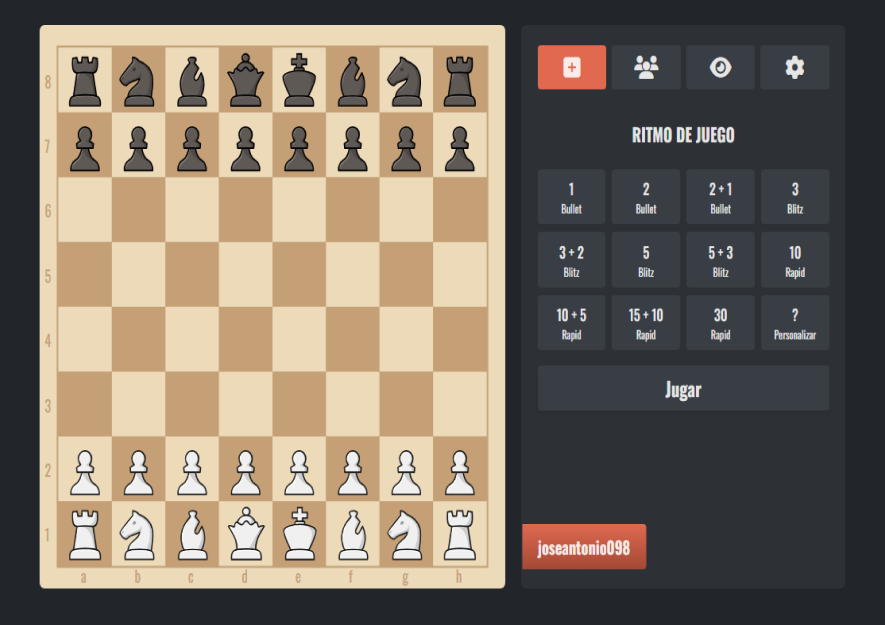 8
7
6
5
4
3
2
1
a b c d e f g h
RITMO DE JUEGO
1 2 2 + 1 3
Bullet Bullet Bullet Blitz
3 + 2 5 5 + 3 10
Blitz Blitz Blitz Rapid
10 + 5 15 + 10 30 ?
Rapid Rapid Rapid Personalizar
Jugar
joseantonio098